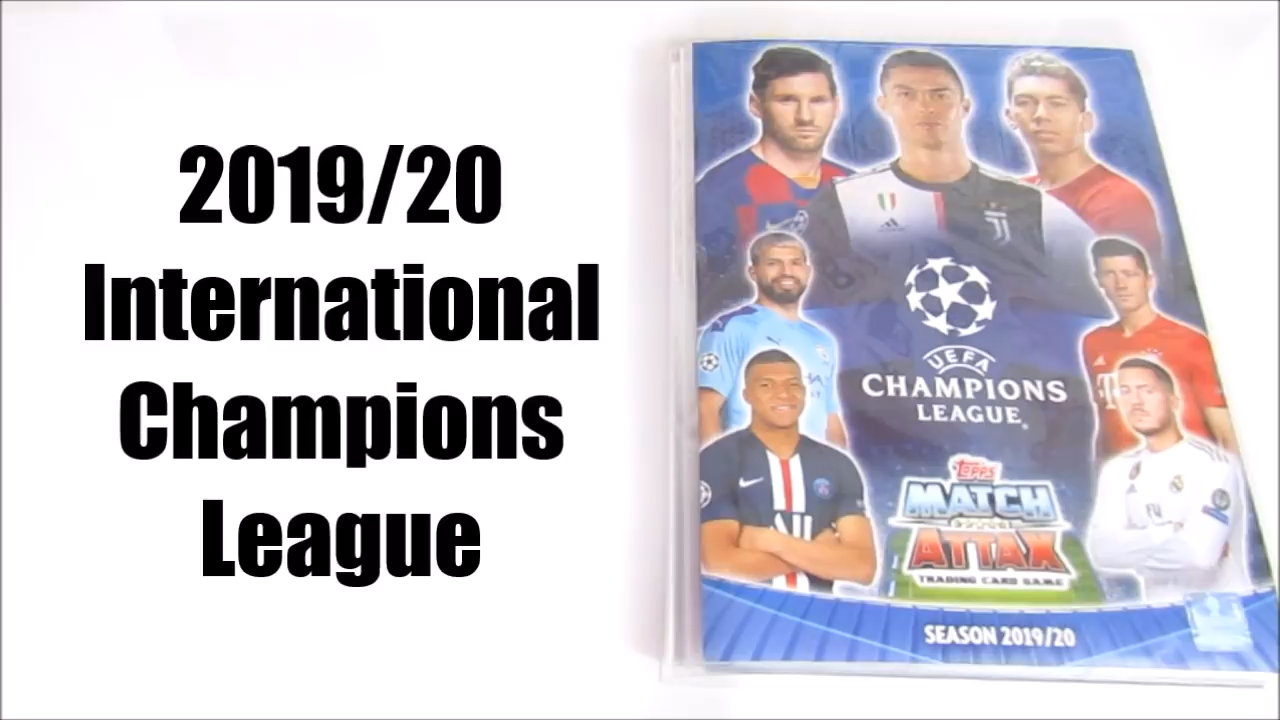 2019/20
International
Champions
League
UEFA
CHAMPIONS
LEAGUE®
TOPPS
MATCH
ATTAX
TRADING CARD GAME
SEASON 2019/20